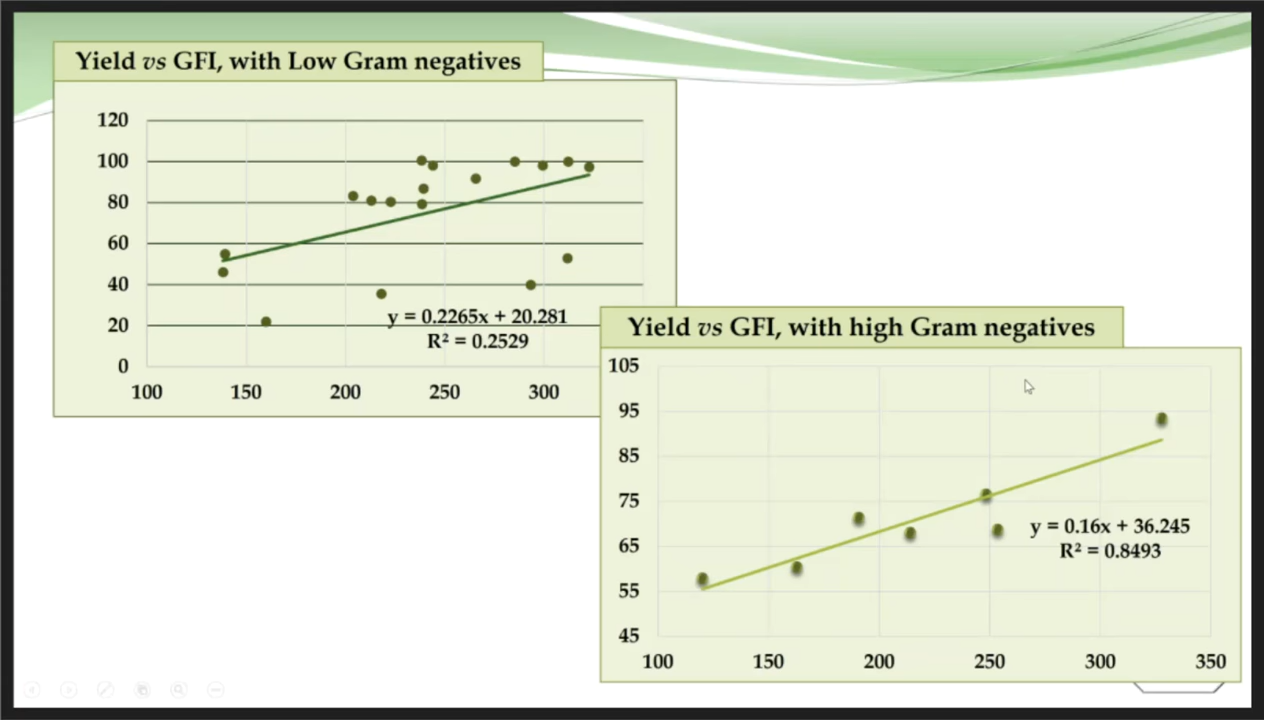 Yield vs GFI, with Low Gram negatives
120
100
80
60
40
20
0
100 150 200 250 300
y = 0.2265x + 20.281
R² = 0.2529
Yield vs GFI, with high Gram negatives
105
95
85
75
65
55
45
100 150 200 250 300 350
y = 0.16x + 36.245
R² = 0.8493